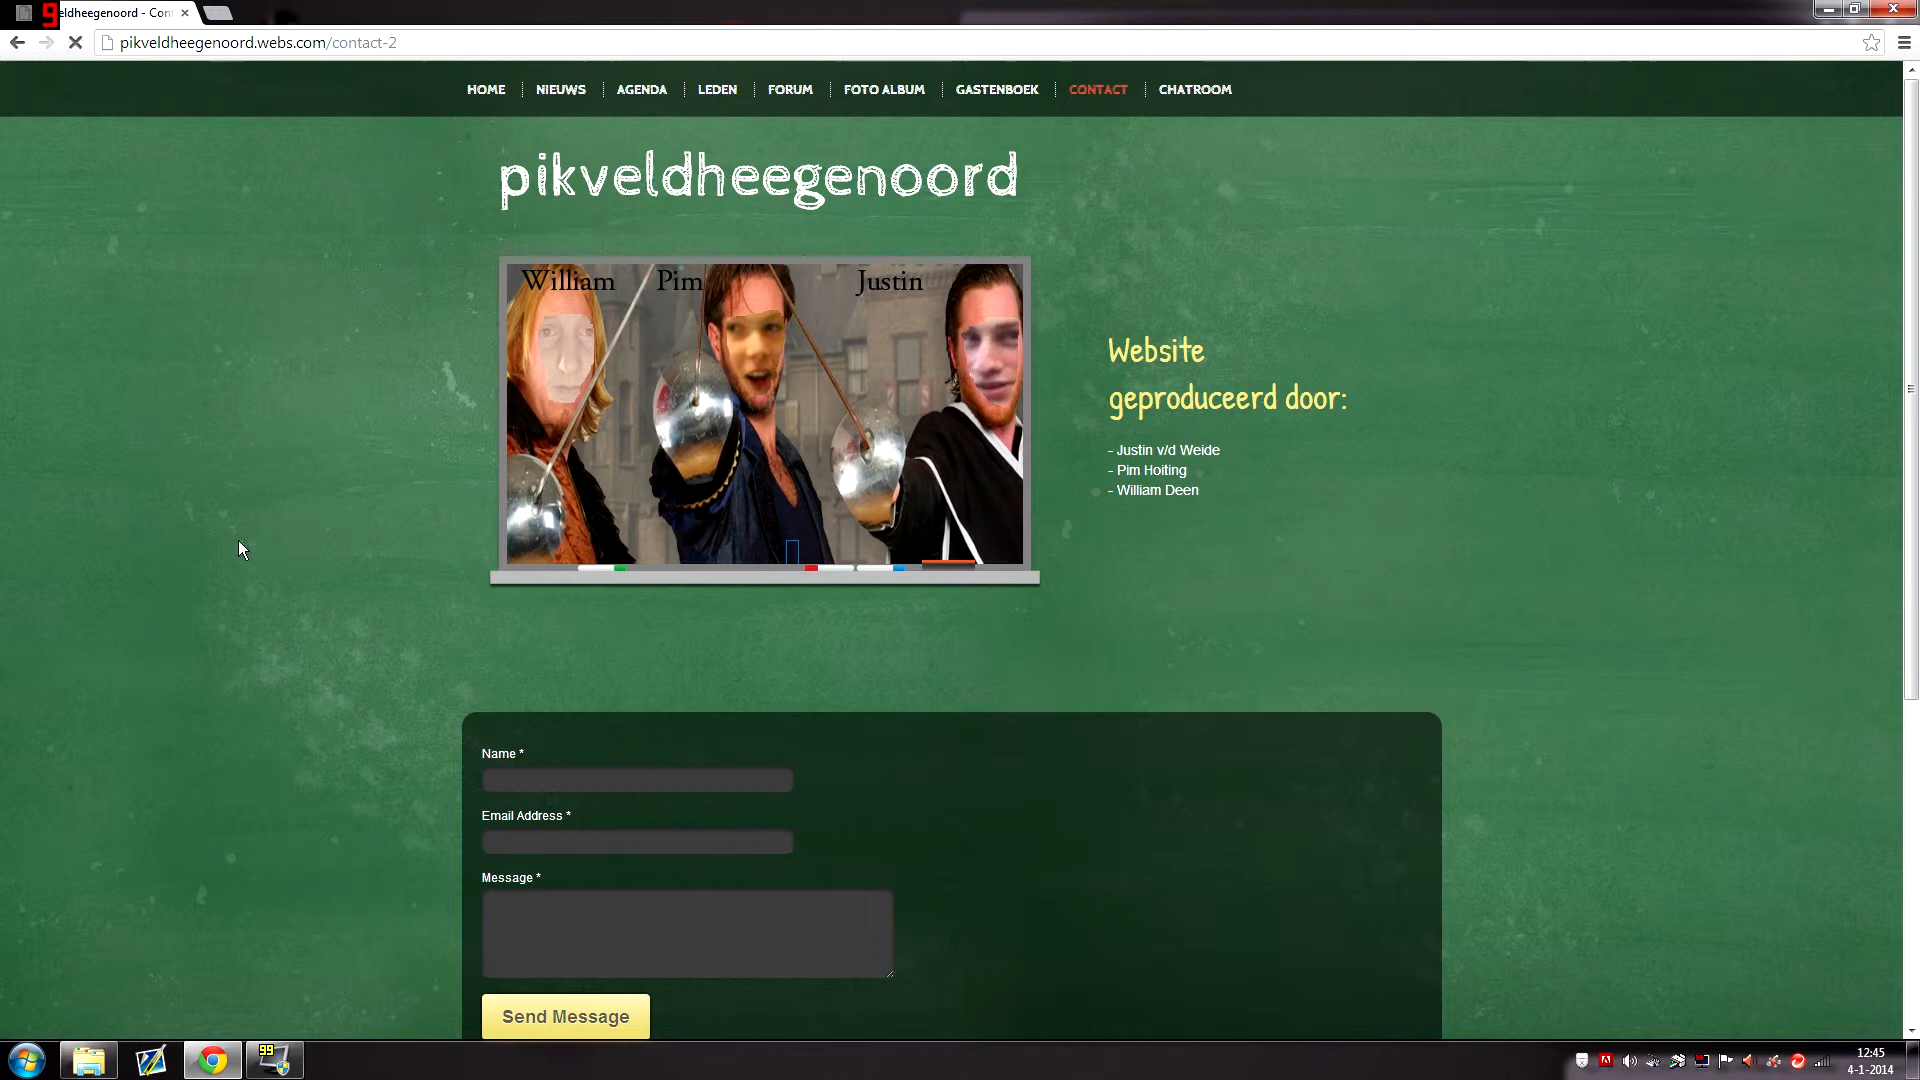 9
eldheegenoord - Con
pikveldheegenoord.webs.com/contact-2
HOME NIEUWS AGENDA LEDEN FORUM FOTO ALBUM GASTENBOEK CONTACT CHATROOM
pikveldheegenoord
William Pim Justin
Website
geproduceerd door:
- Justin v/d Weide
- Pim Hoiting
- William Deen
Name *
Email Address *
Message *
Send Message
99
12:45
4-1-2014